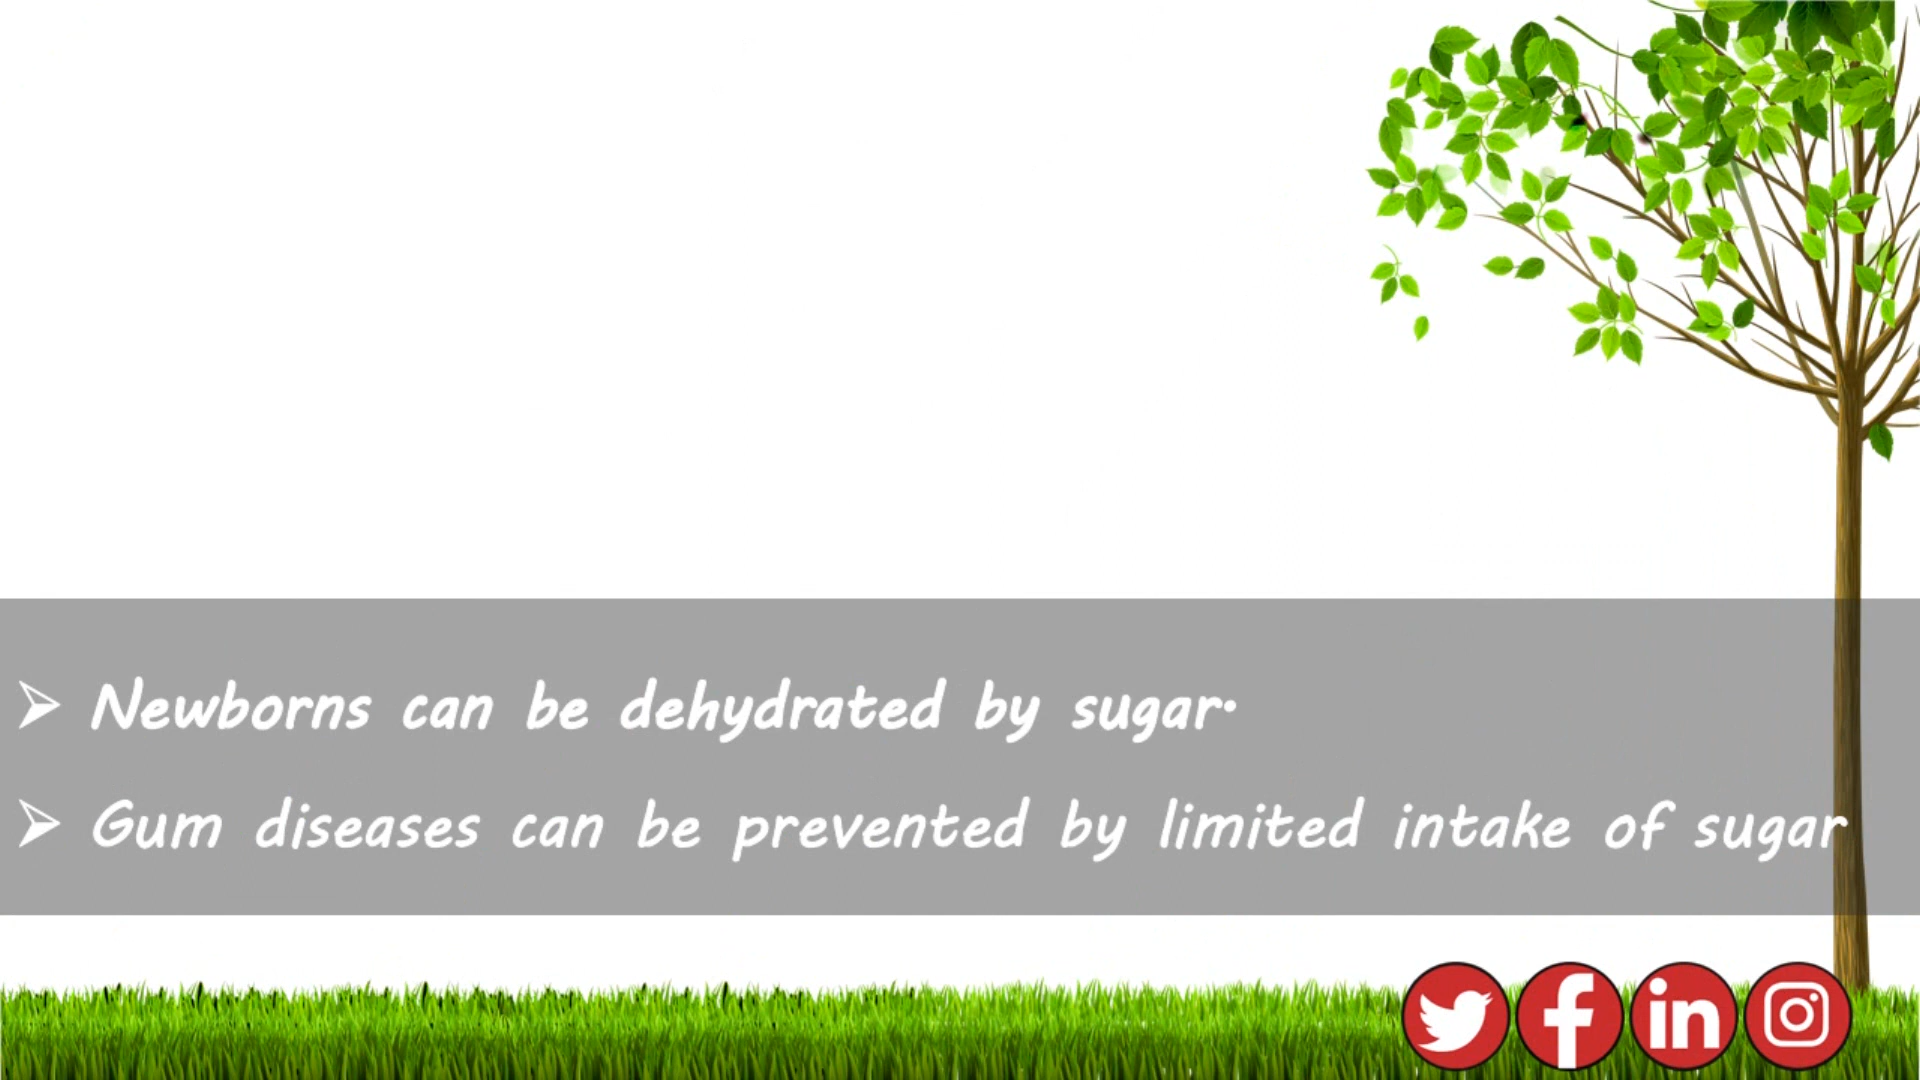 ➢ Newborns can be dehydrated by sugar.
➢ Gum diseases can be prevented by limited intake of sugar